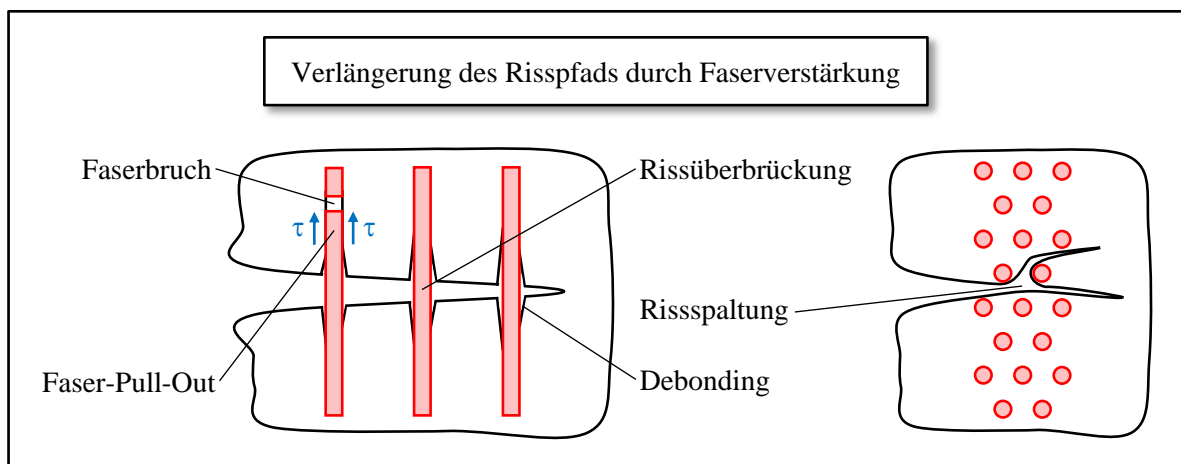 Verlängerung des Risspfads durch Faserverstärkung
Faserbruch
τ
τ
Faser-Pull-Out
Rissüberbrückung
Debonding
Rissspaltung